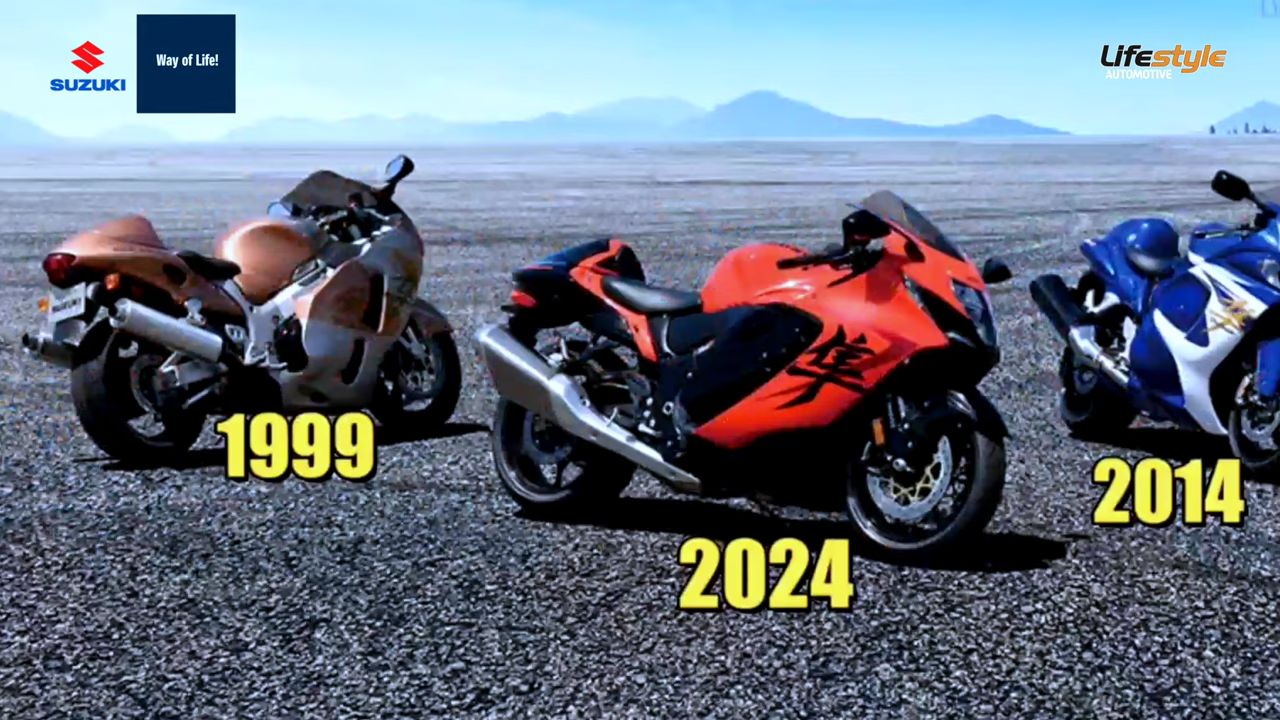 SUZUKI
Way of Life!
Lifestyle
AUTOMOTIVE
隼
1999
2024
2014